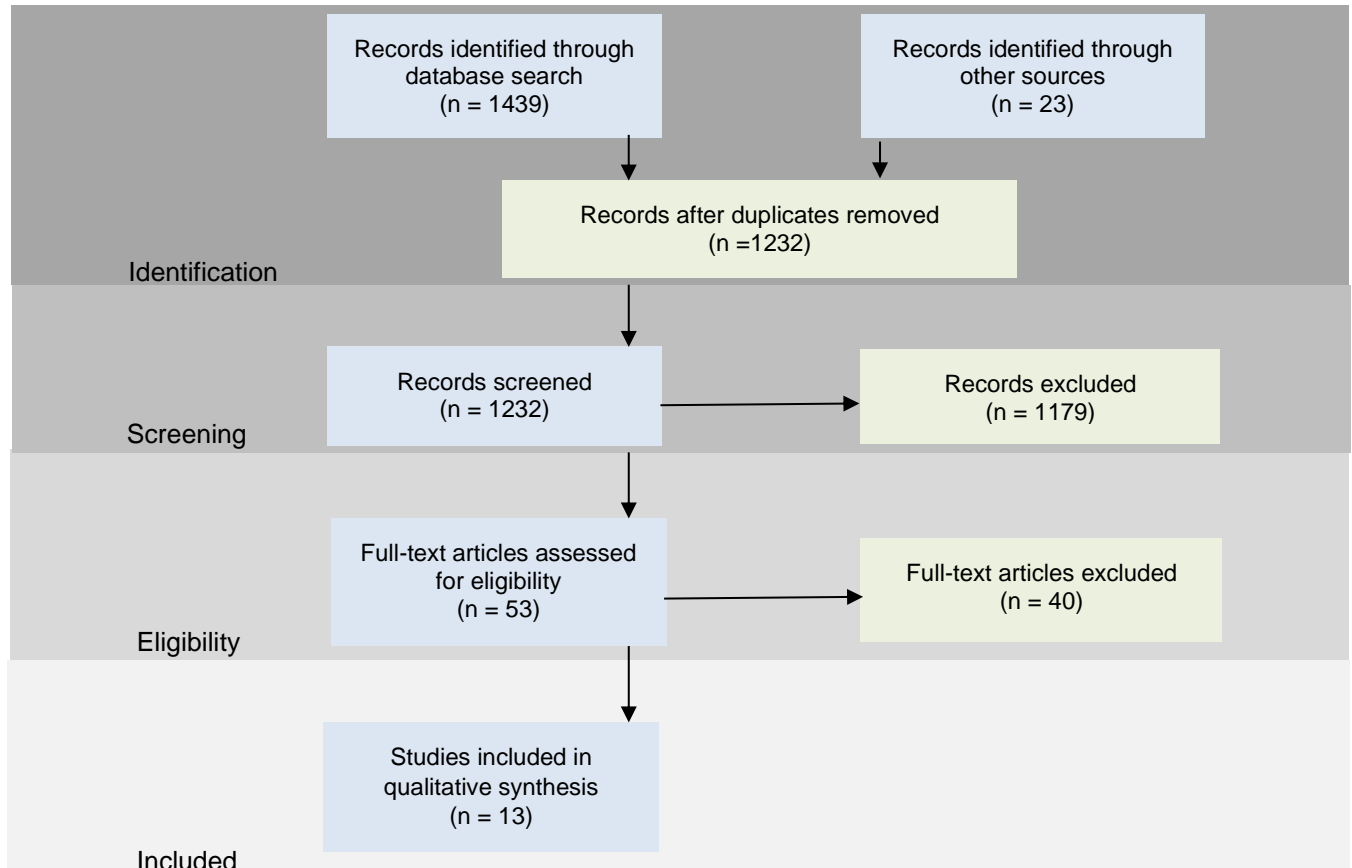 Records identified through
database search
(n = 1439)
Records identified through
other sources
(n = 23)
Records after duplicates removed
(n =1232)
Identification
Records screened
(n = 1232)
Records excluded
(n = 1179)
Screening
Full-text articles assessed
for eligibility
(n = 53)
Full-text articles excluded
(n = 40)
Eligibility
Studies included in
qualitative synthesis
(n = 13)
Included